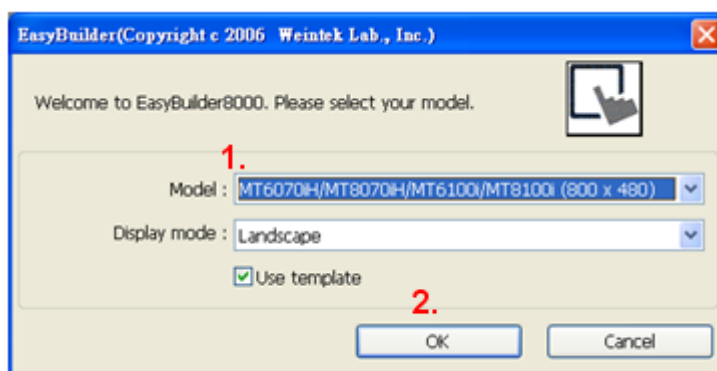 EasyBuilder(Copyright c 2006 Weintek Lab., Inc.)
Welcome to EasyBuilder8000. Please select your model.
1.
Model : MT6070iH/MT8070iH/MT6100i/MT8100i (800 x 480)
Display mode : Landscape
Use template
2.
OK Cancel